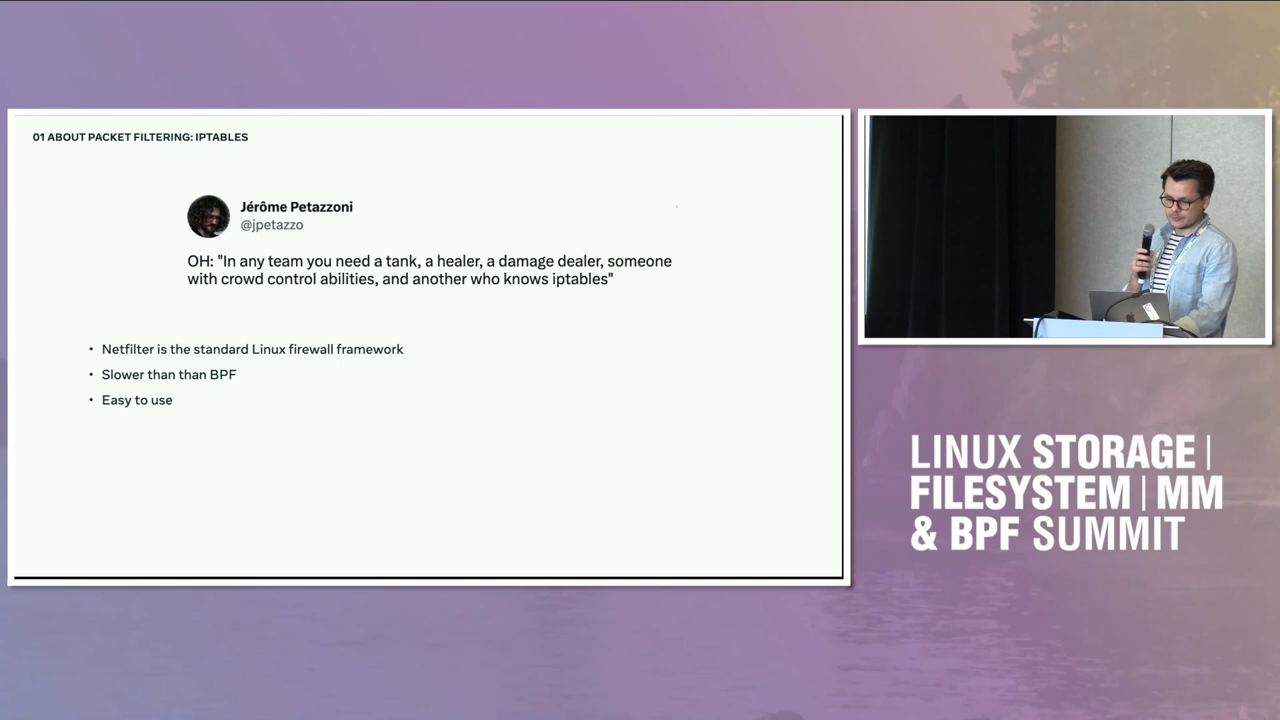 01 ABOUT PACKET FILTERING: IPTABLES
Jérôme Petazzoni
@jpetazzo
OH: "In any team you need a tank, a healer, a damage dealer, someone
with crowd control abilities, and another who knows iptables"
• Netfilter is the standard Linux firewall framework
• Slower than than BPF
• Easy to use
LINUX STORAGE |
FILESYSTEM | MM
& BPF SUMMIT